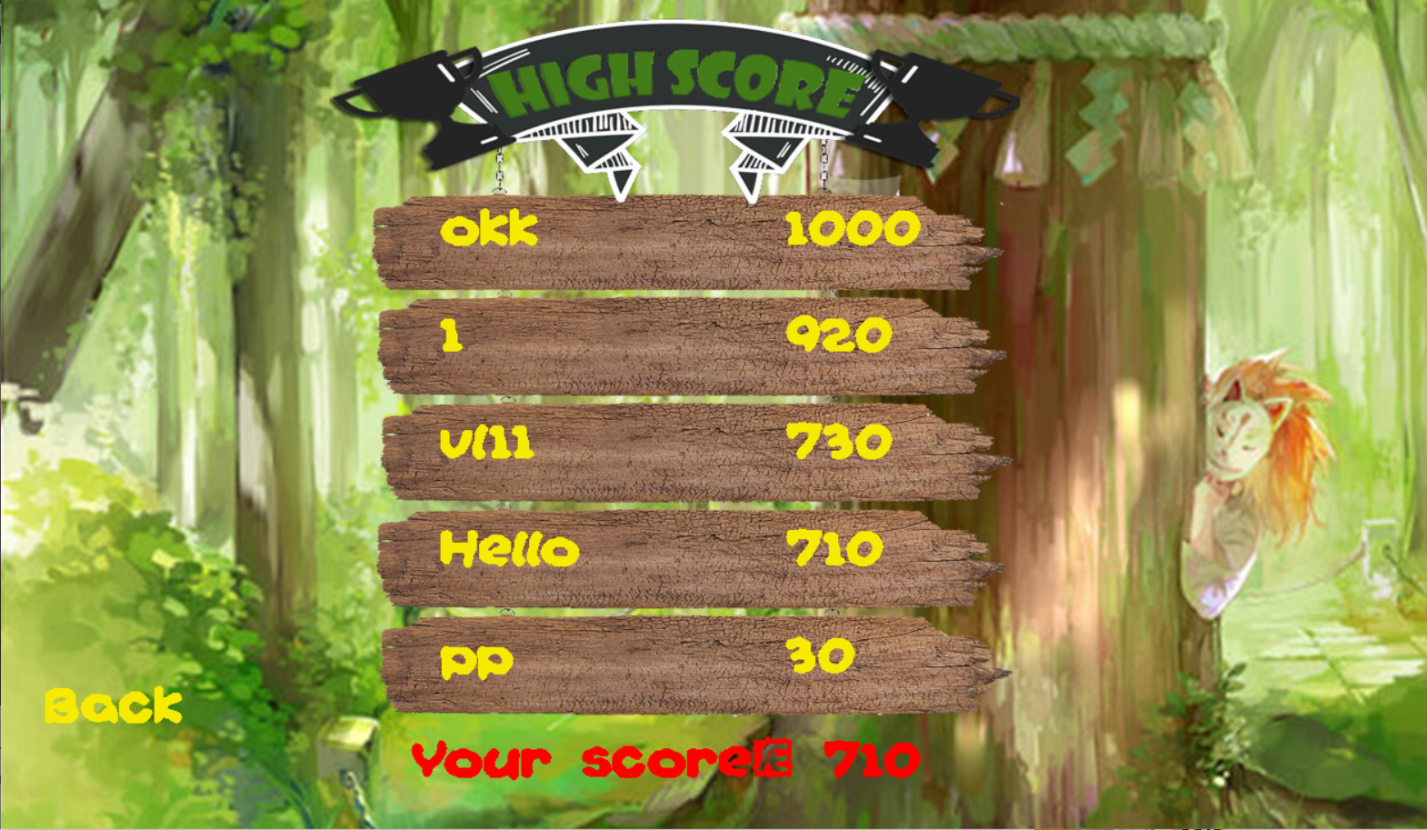 HIGH SCORE
okk 1000
1 920
v(11 730
Hello 710
pp 30
Back
Your score 710